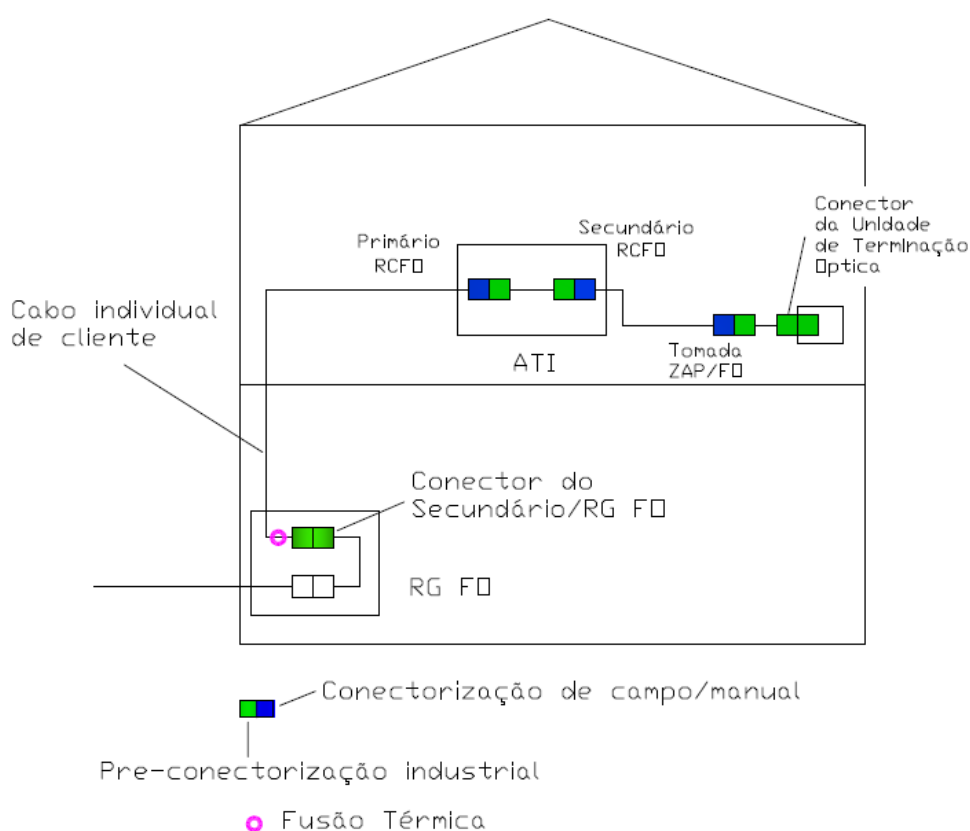 Conector
da Unidade
de Terminação
Optica
Secundário
RCFO
Primário
RCFO
Cabo individual
de cliente
ATI
Tomada
ZAP/FO
Conector do
Secundário/RG FO
RG FO
Conectorização de campo/manual
Pre-conectorização industrial
Fusão Térmica